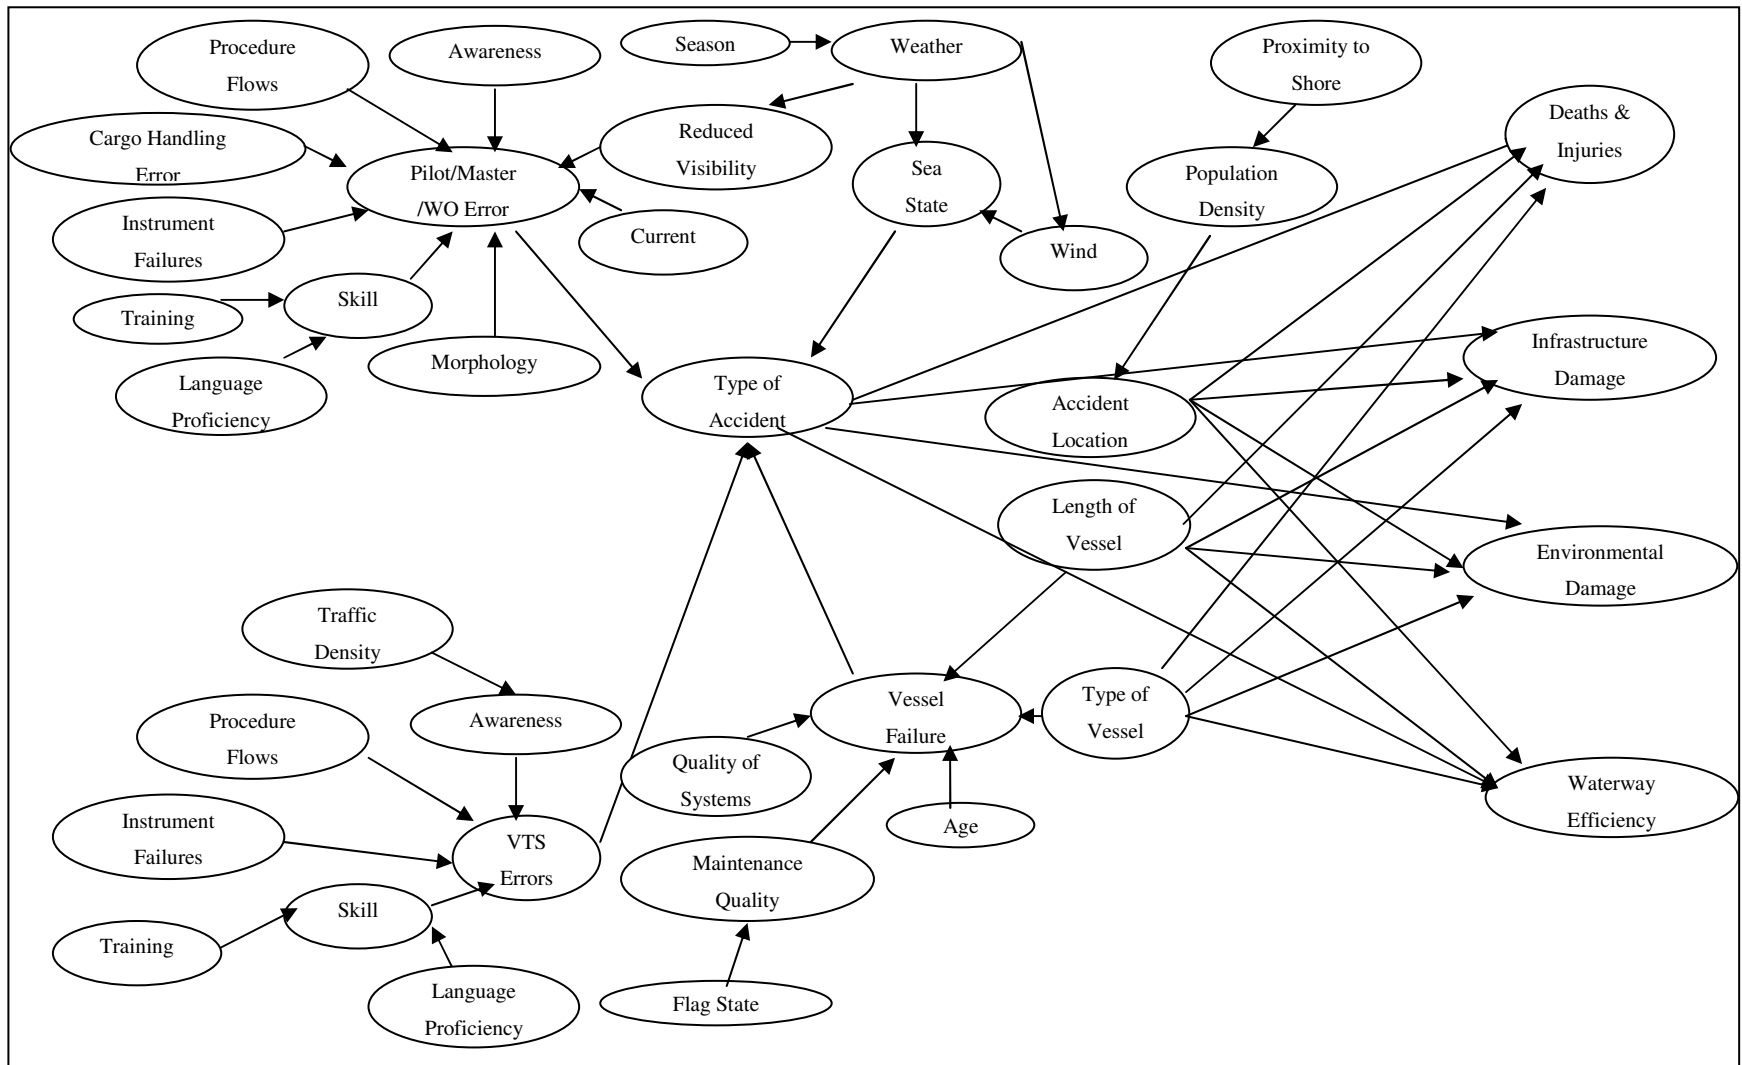 Procedure
Flows
Awareness
Season
Weather
Proximity to
Shore
Deaths &
Injuries
Cargo Handling
Error
Reduced
Visibility
Pilot/Master
/WO Error
Sea
State
Population
Density
Instrument
Failures
Current
Wind
Training
Skill
Language
Proficiency
Morphology
Type of
Accident
Accident
Location
Infrastructure
Damage
Length of
Vessel
Environmental
Damage
Traffic
Density
Procedure
Flows
Awareness
Vessel
Failure
Type of
Vessel
Quality of
Systems
Age
Waterway
Efficiency
Instrument
Failures
VTS
Errors
Maintenance
Quality
Skill
Training
Language
Proficiency
Flag State